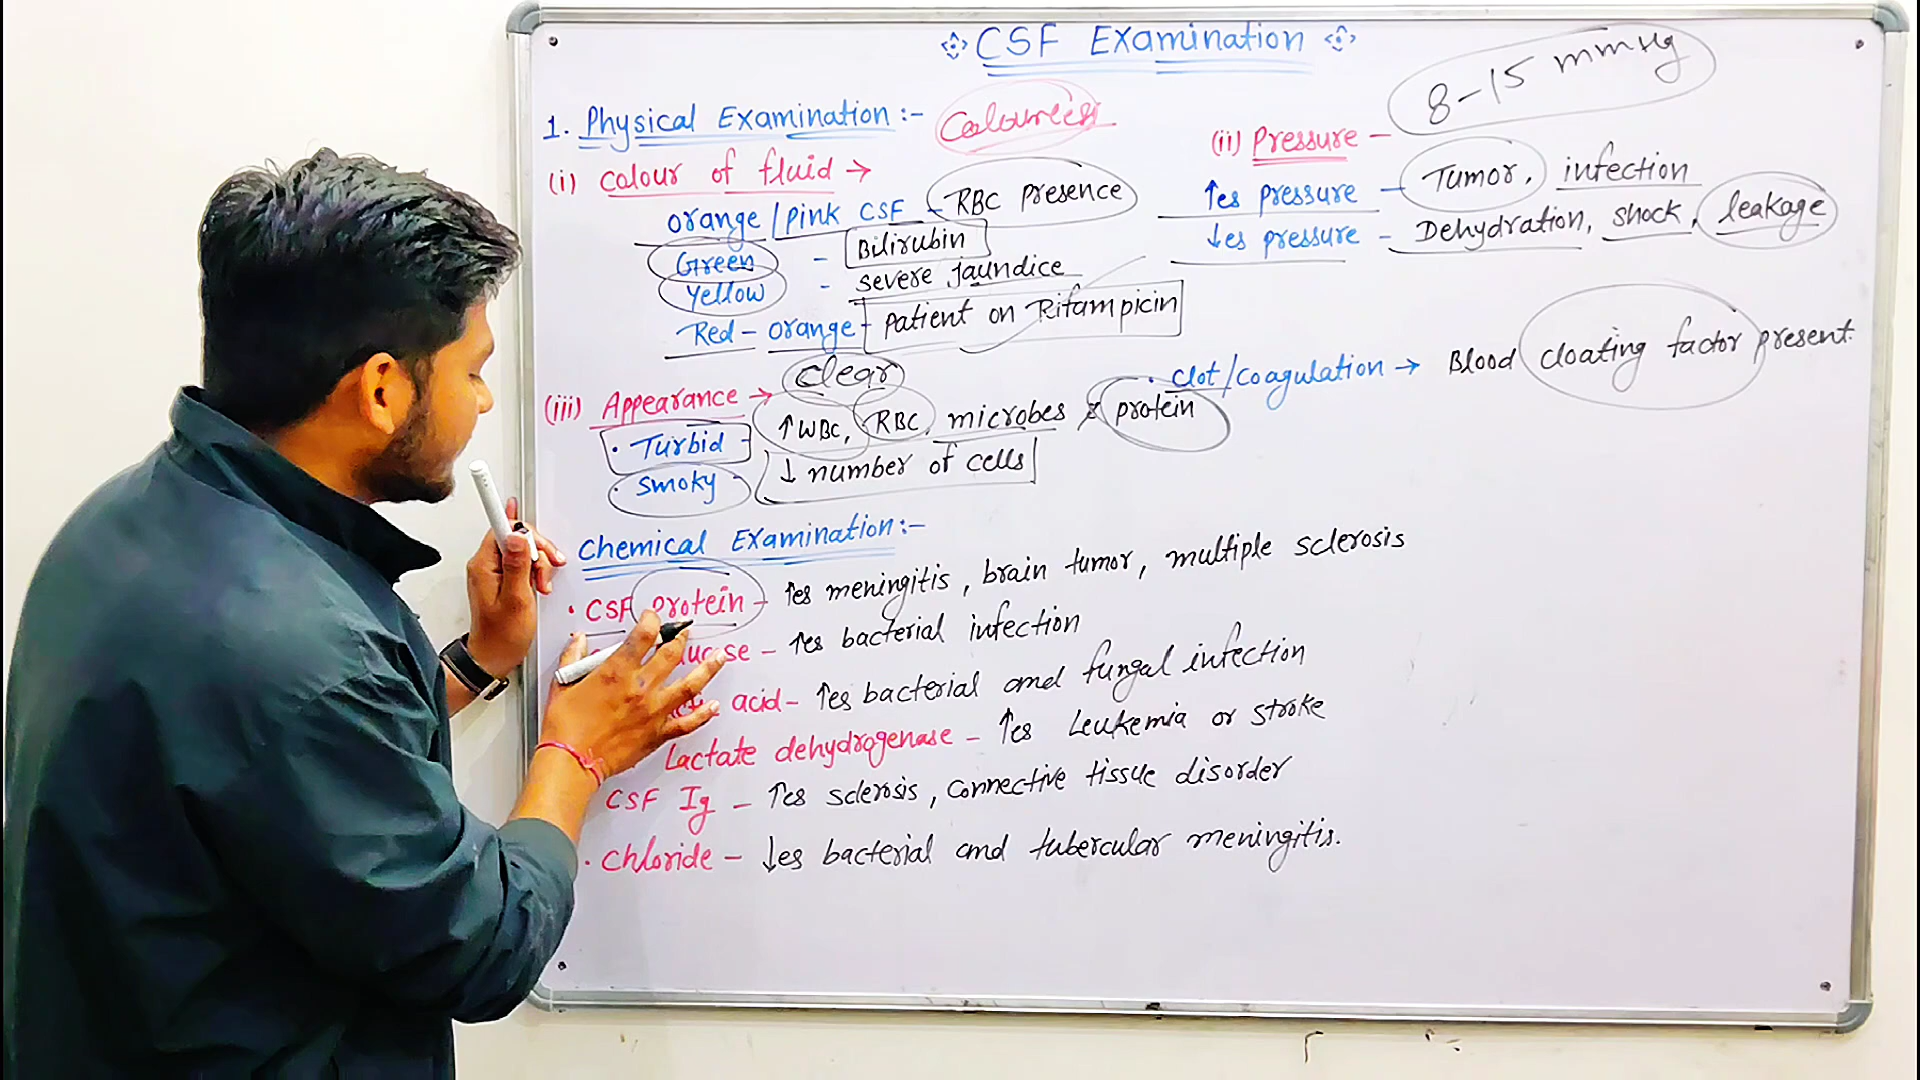 CSF Examination
8-15 mmHg
1. Physical Examination :- Colourless
(i) Colour of fluid →
orange / pink CSF - RBC presence
Green - Bilirubin
Yellow - severe jaundice
Red - orange - patient on Rifampicin
(ii) Pressure -
↑es pressure - Tumor, infection
↓es pressure - Dehydration, shock, leakage
(iii) Appearance → clear
· Turbid - ↑ WBC, RBC, microbes & protein
· smoky - ↓ number of cells
· clot/coagulation → Blood cloating factor present.
Chemical Examination :-
· CSF protein - ↑es meningitis, brain tumor, multiple sclerosis
- ↑es bacterial infection
acid - ↑es bacterial and fungal infection
Lactate dehydrogenase - ↑es Leukemia or stroke
CSF Ig - ↑es sclerosis, connective tissue disorder
· Chloride - ↓es bacterial and tubercular meningitis.